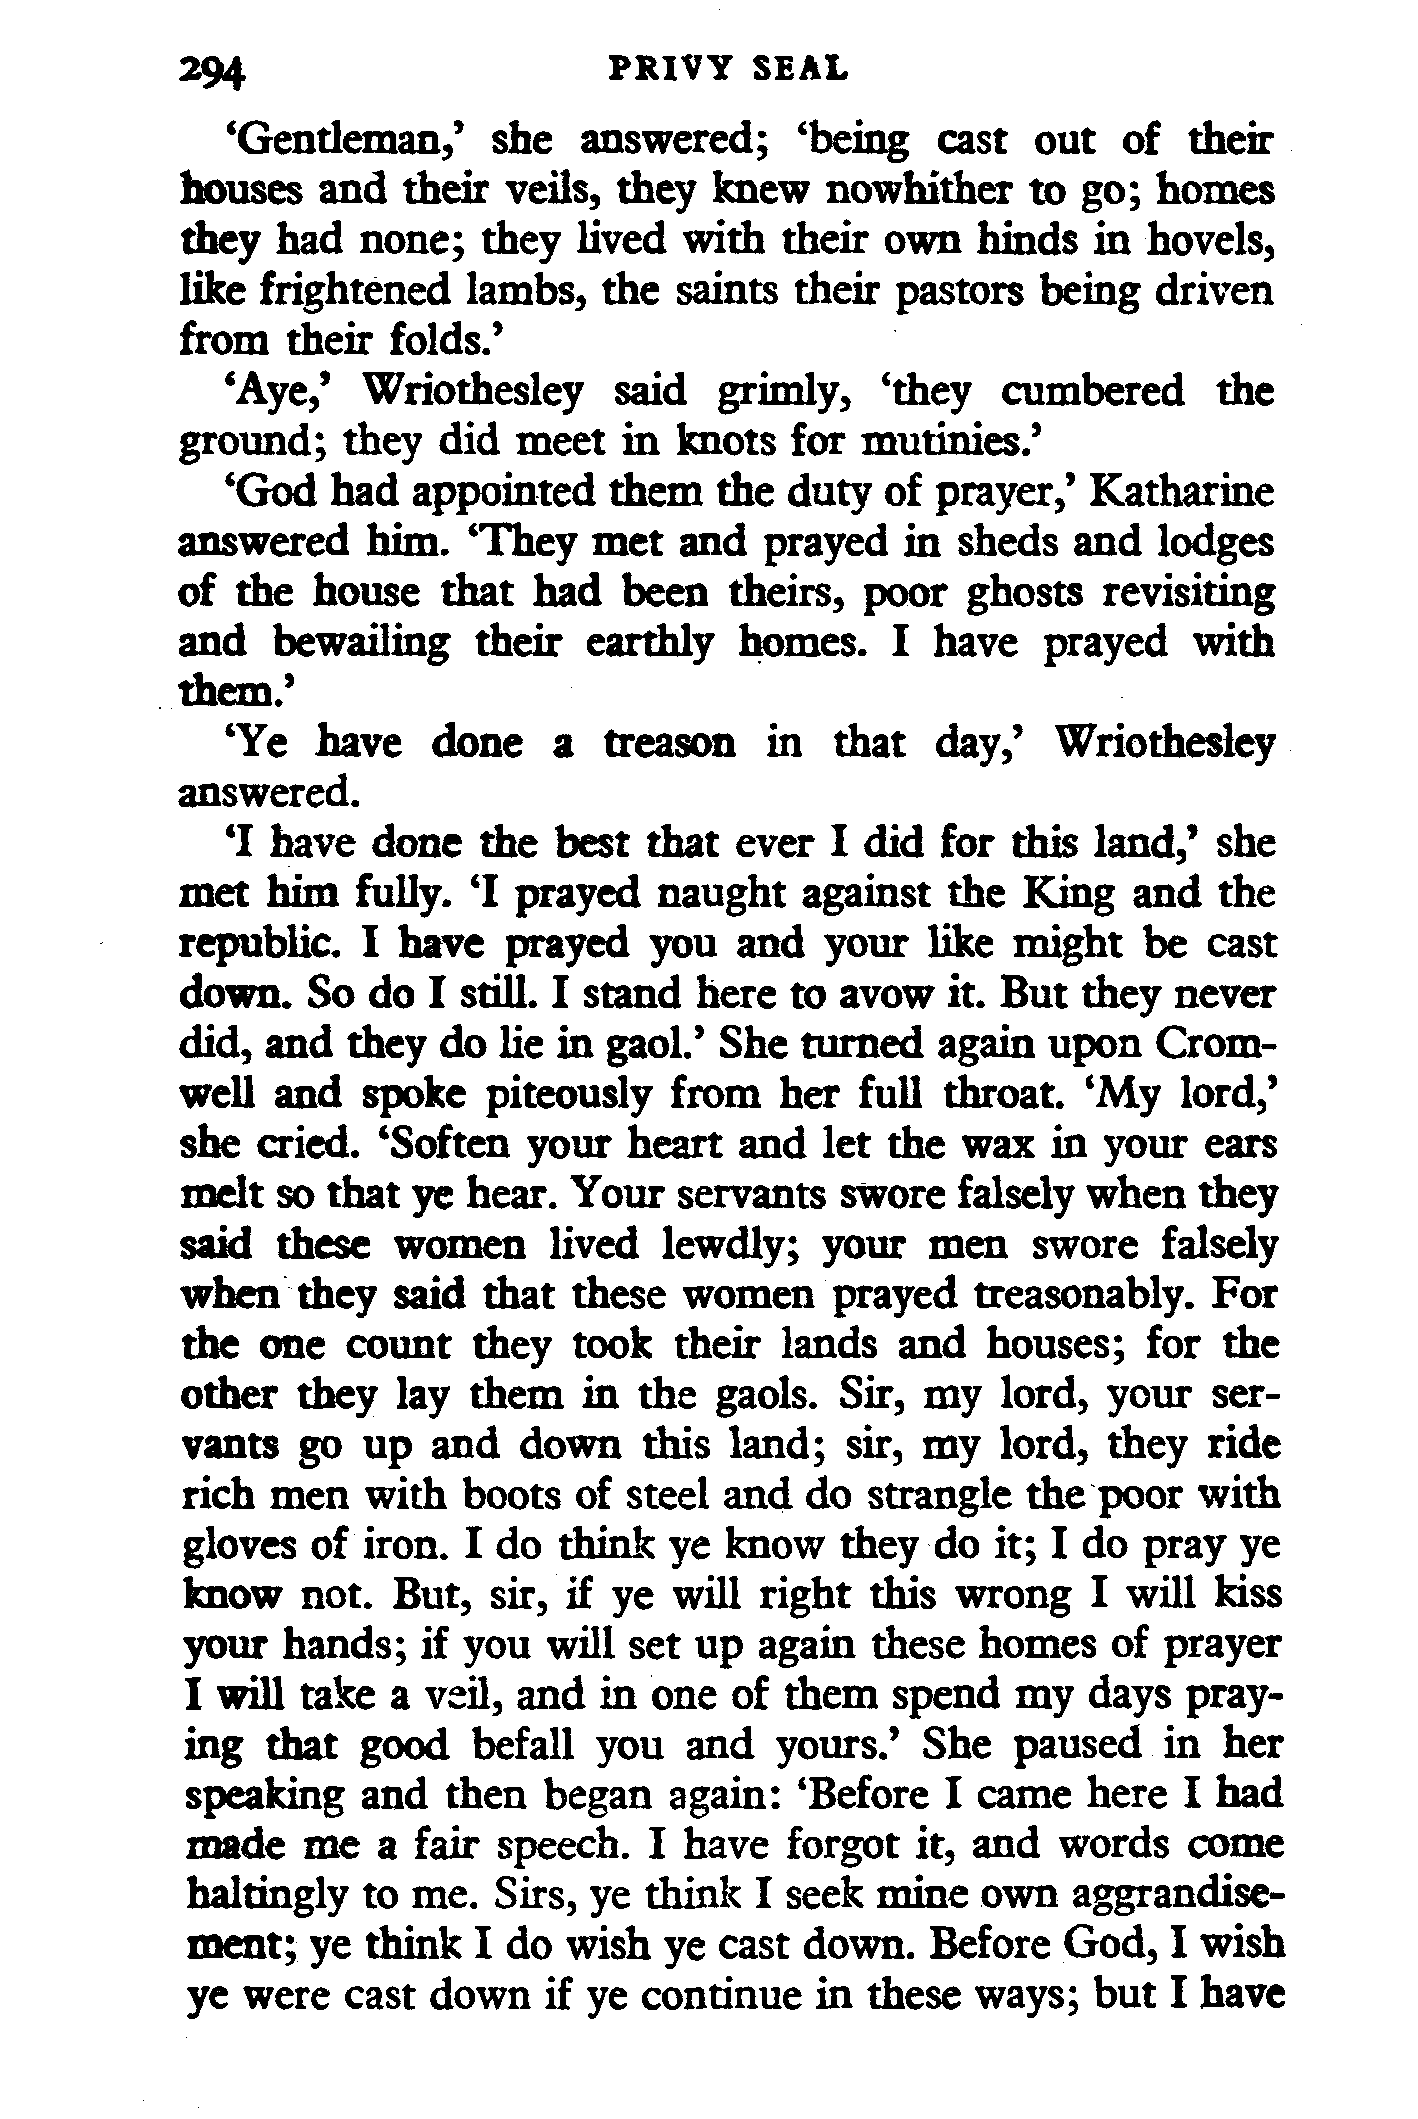 294 PRIVY SEAL
‘Gentleman,’ she answered; ‘being cast out of their
houses and their veils, they knew nowhither to go; homes
they had none; they lived with their own hinds in hovels,
like frightened lambs, the saints their pastors being driven
from their folds.’
‘Aye,’ Wriothesley said grimly, ‘they cumbered the
ground; they did meet in knots for mutinies.’
‘God had appointed them the duty of prayer,’ Katharine
answered him. ‘They met and prayed in sheds and lodges
of the house that had been theirs, poor ghosts revisiting
and bewailing their earthly homes. I have prayed with
them.’
‘Ye have done a treason in that day,’ Wriothesley
answered.
‘I have done the best that ever I did for this land,’ she
met him fully. ‘I prayed naught against the King and the
republic. I have prayed you and your like might be cast
down. So do I still. I stand here to avow it. But they never
did, and they do lie in gaol.’ She turned again upon Crom-
well and spoke piteously from her full throat. ‘My lord,’
she cried. ‘Soften your heart and let the wax in your ears
melt so that ye hear. Your servants swore falsely when they
said these women lived lewdly; your men swore falsely
when they said that these women prayed treasonably. For
the one count they took their lands and houses; for the
other they lay them in the gaols. Sir, my lord, your ser-
vants go up and down this land; sir, my lord, they ride
rich men with boots of steel and do strangle the poor with
gloves of iron. I do think ye know they do it; I do pray ye
know not. But, sir, if ye will right this wrong I will kiss
your hands; if you will set up again these homes of prayer
I will take a veil, and in one of them spend my days pray-
ing that good befall you and yours.’ She paused in her
speaking and then began again: ‘Before I came here I had
made me a fair speech. I have forgot it, and words come
haltingly to me. Sirs, ye think I seek mine own aggrandise-
ment; ye think I do wish ye cast down. Before God, I wish
ye were cast down if ye continue in these ways; but I have